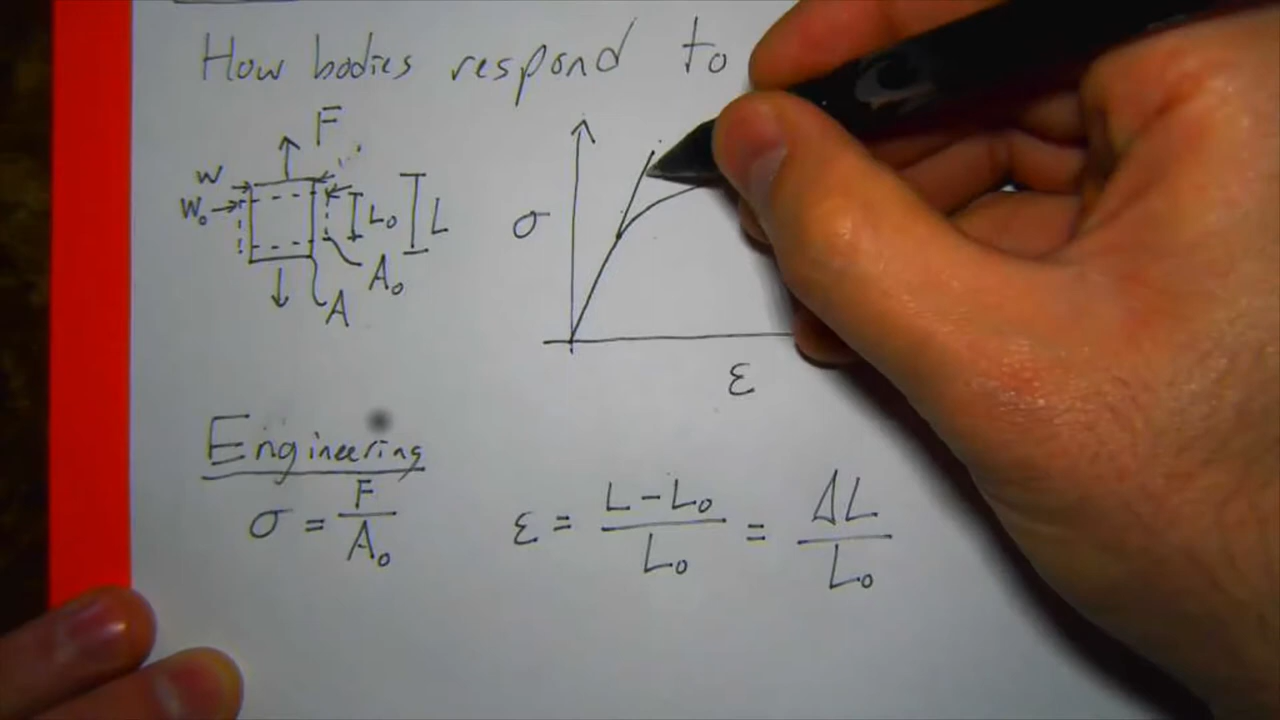 How bodies respond to
F
W
W₀
L₀
L
A₀
A
σ
ε
Engineering
σ = F/A₀
ε = L-L₀/L₀ = ΔL/L₀